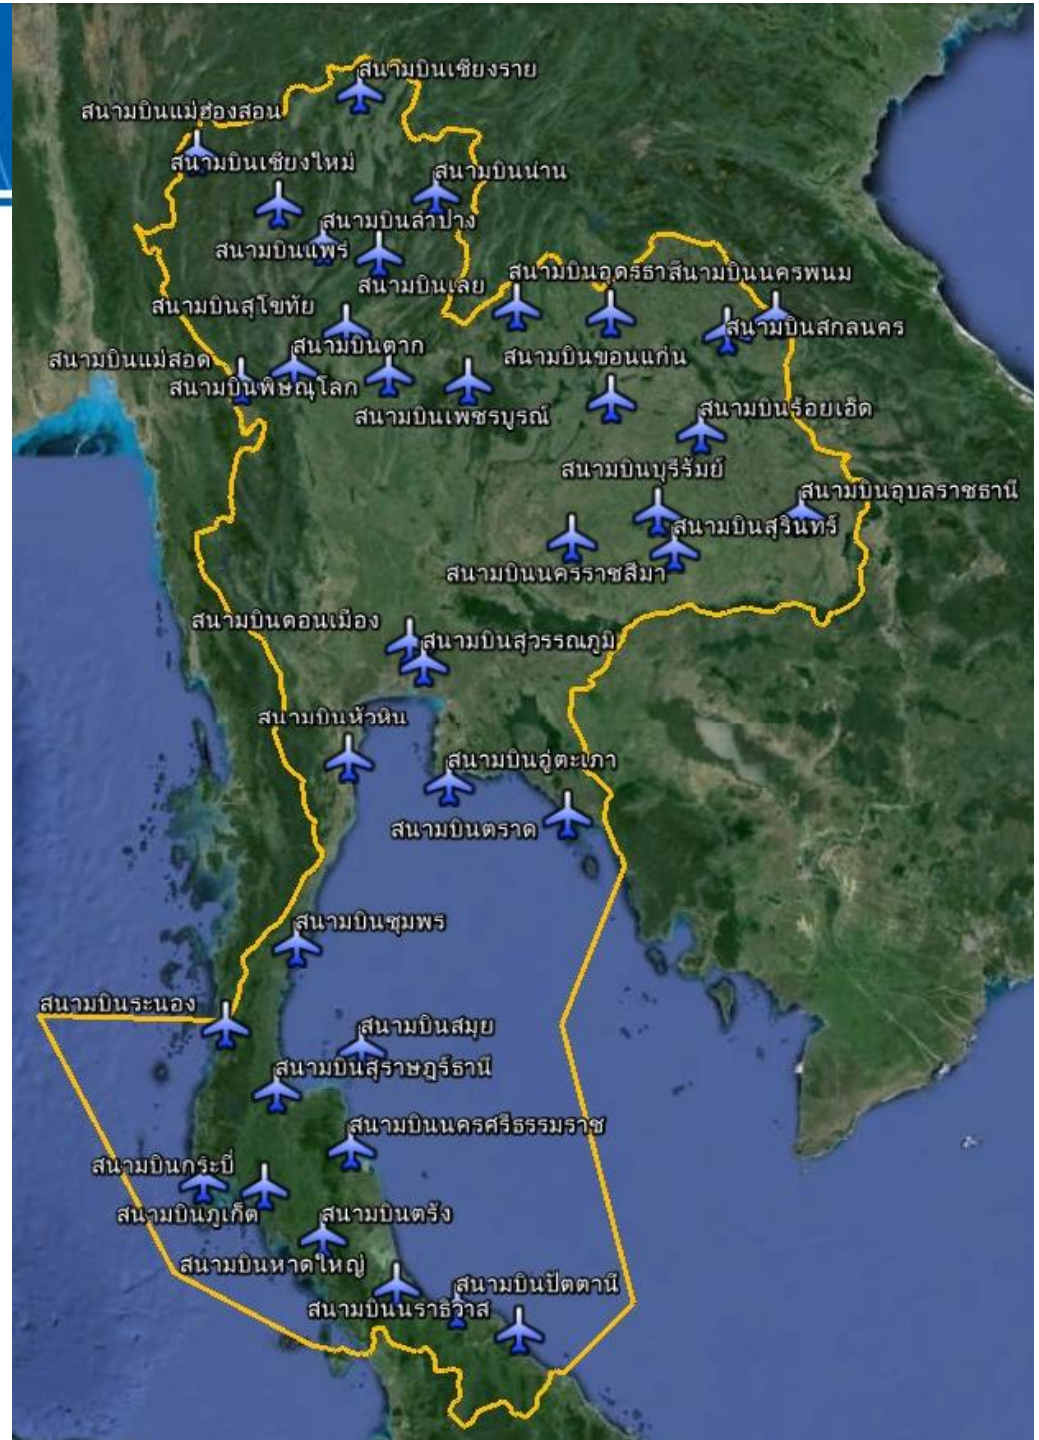 สนามบินเชียงราย
สนามบินแม่ฮ่องสอน
สนามบินเชียงใหม่
สนามบินน่าน
สนามบินลำปาง
สนามบินแพร่
สนามบินเลย
สนามบินอุดรธานี
สนามบินนครพนม
สนามบินสุโขทัย
สนามบินสกลนคร
สนามบินตาก
สนามบินขอนแก่น
สนามบินแม่สอด
สนามบินพิษณุโลก
สนามบินเพชรบูรณ์
สนามบินร้อยเอ็ด
สนามบินบุรีรัมย์
สนามบินอุบลราชธานี
สนามบินสุรินทร์
สนามบินนครราชสีมา
สนามบินดอนเมือง
สนามบินสุวรรณภูมิ
สนามบินหัวหิน
สนามบินอู่ตะเภา
สนามบินตราด
สนามบินชุมพร
สนามบินระนอง
สนามบินสมุย
สนามบินสุราษฎร์ธานี
สนามบินนครศรีธรรมราช
สนามบินกระบี่
สนามบินภูเก็ต
สนามบินตรัง
สนามบินหาดใหญ่
สนามบินปัตตานี
สนามบินนราธิวาส